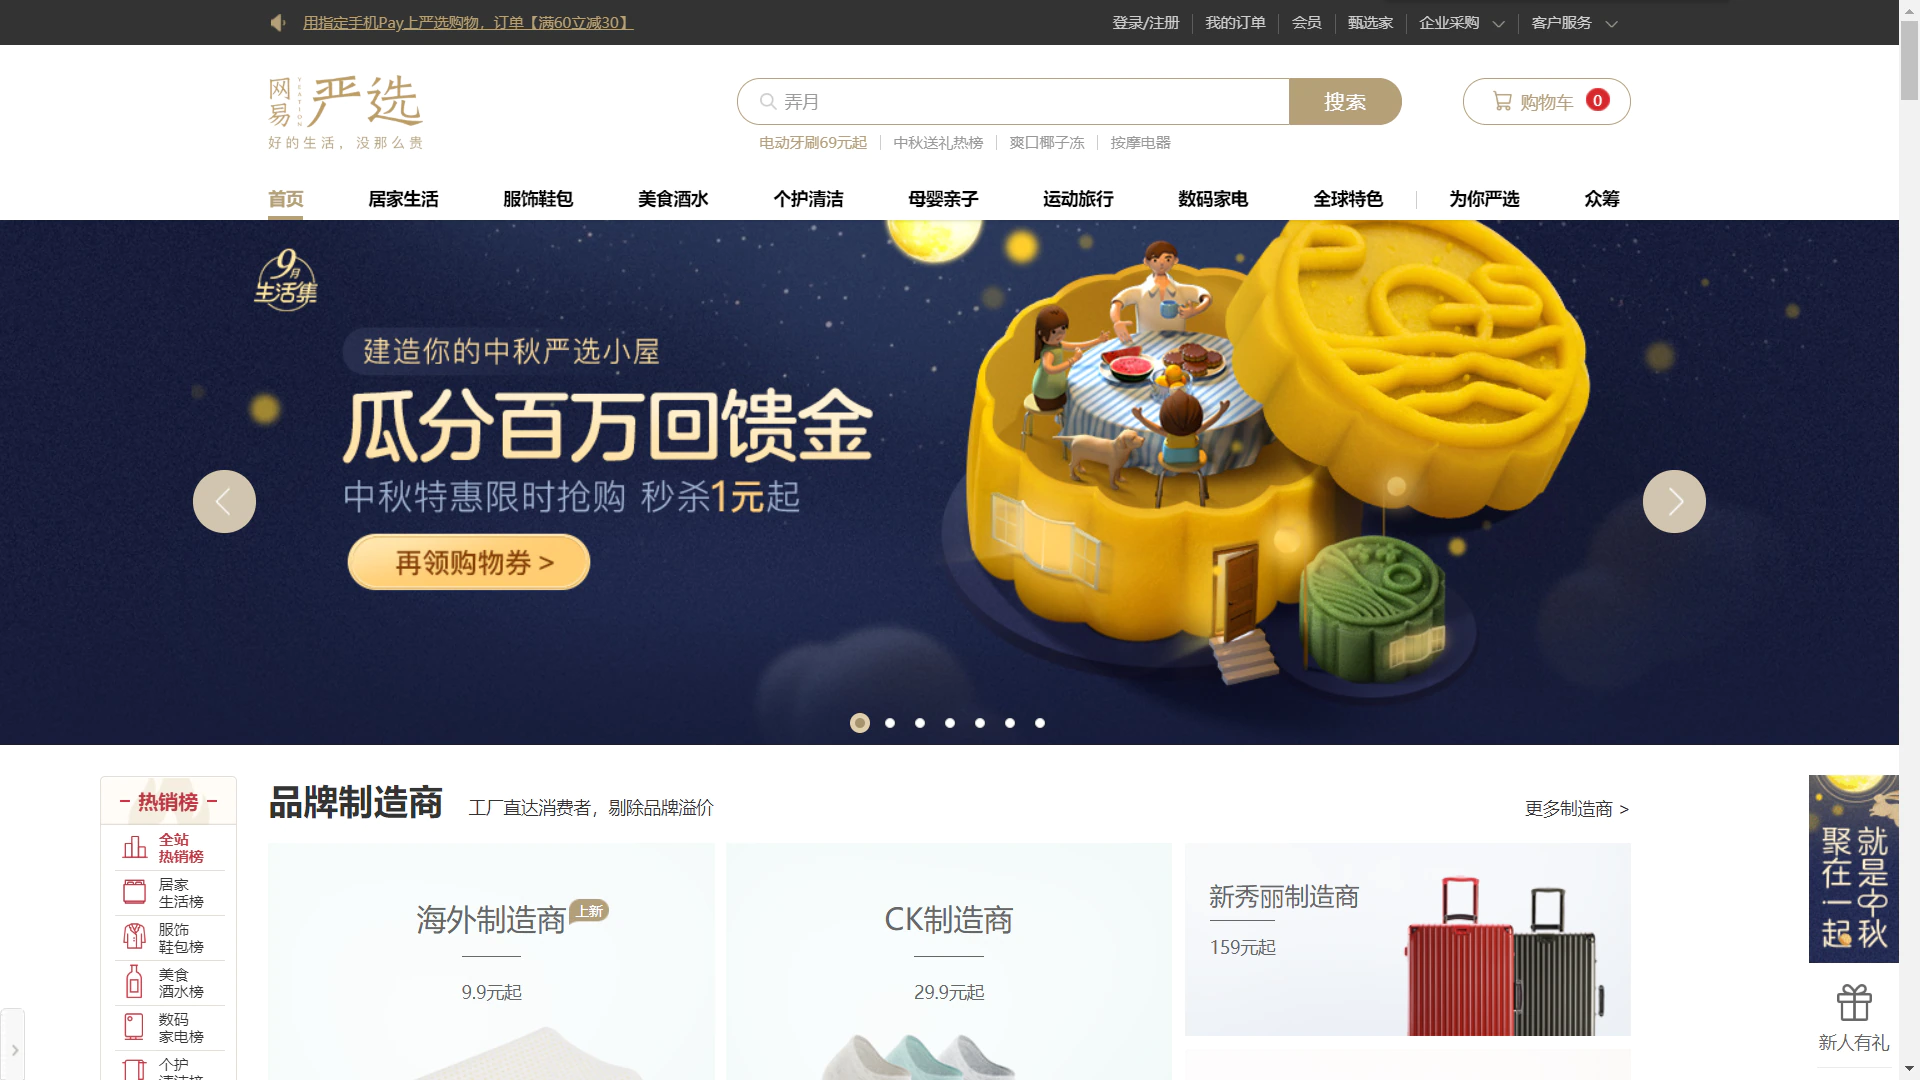 用指定手机Pay上严选购物，订单【满60立减30】
登录/注册
我的订单
会员
甄选家
企业采购
客户服务
网易严选
YEATION
好的生活，没那么贵
弄月
搜索
购物车
0
电动牙刷69元起
中秋送礼热榜
爽口椰子冻
按摩电器
首页
居家生活
服饰鞋包
美食酒水
个护清洁
母婴亲子
运动旅行
数码家电
全球特色
为你严选
众筹
9月
生活集
建造你的中秋严选小屋
瓜分百万回馈金
中秋特惠限时抢购 秒杀1元起
再领购物券 >
热销榜
全站
热销榜
居家
生活榜
服饰
鞋包榜
美食
酒水榜
数码
家电榜
个护
品牌制造商
工厂直达消费者，剔除品牌溢价
更多制造商 >
海外制造商
上新
9.9元起
CK制造商
29.9元起
新秀丽制造商
159元起
就是中秋
聚在一起
新人有礼